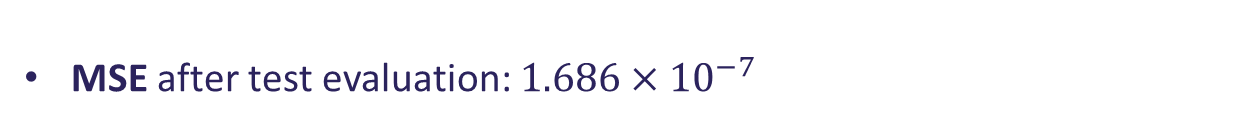 • MSE after test evaluation: 1.686 × 10⁻⁷